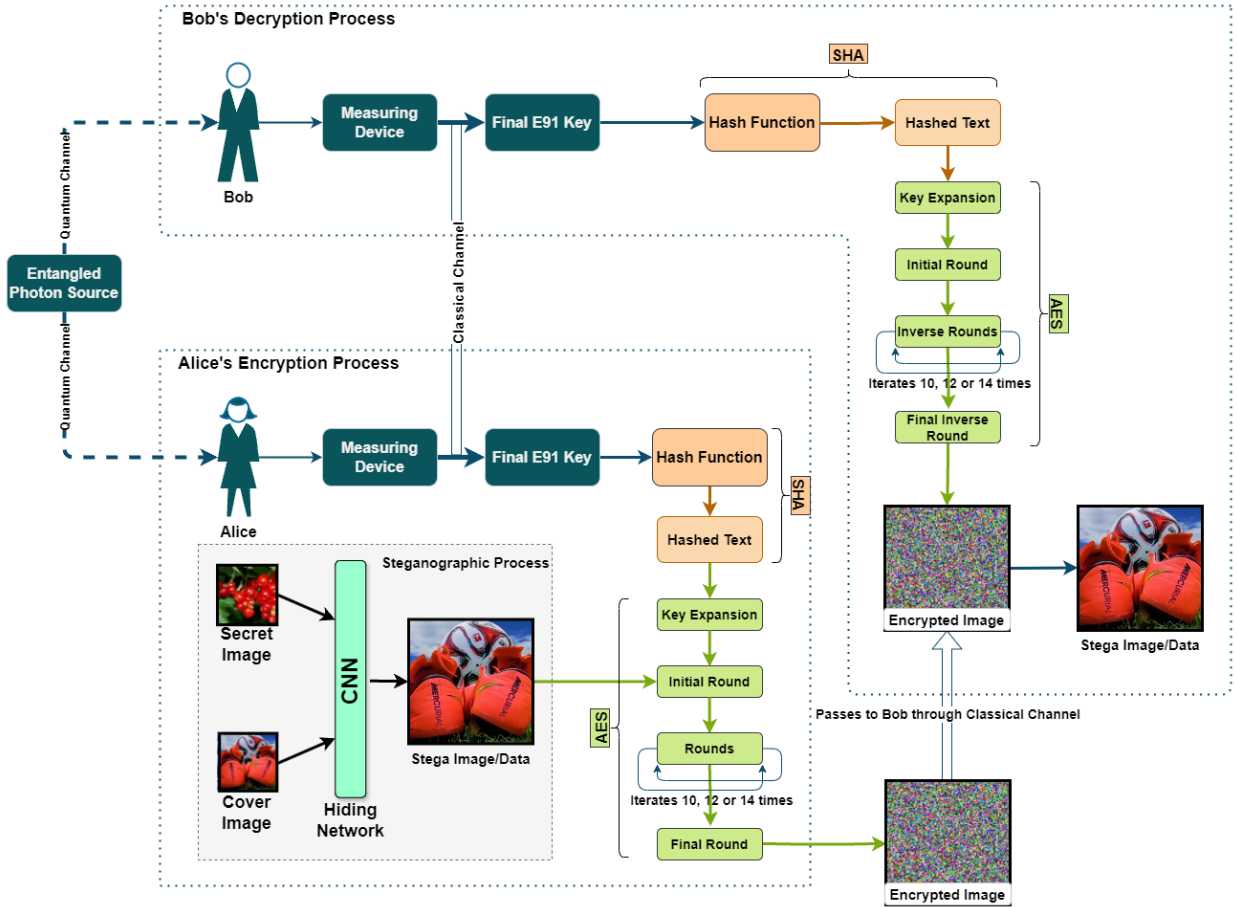 Bob's Decryption Process
SHA
Measuring
Device
Final E91 Key
Hash Function
Hashed Text
Bob
Quantum Channel
Key Expansion
Initial Round
Inverse Rounds
Iterates 10, 12 or 14 times
Final Inverse
Round
AES
Entangled
Photon Source
Classical Channel
Quantum Channel
Alice's Encryption Process
Measuring
Device
Final E91 Key
Hash Function
Hashed Text
SHA
Alice
Steganographic Process
Secret
Image
Cover
Image
CNN
Hiding
Network
MERCURIAL
MERCURIAL
Stega Image/Data
Key Expansion
Initial Round
Rounds
Iterates 10, 12 or 14 times
Final Round
AES
Encrypted Image
MERCURIAL
MERCURIAL
Stega Image/Data
Passes to Bob through Classical Channel
Encrypted Image